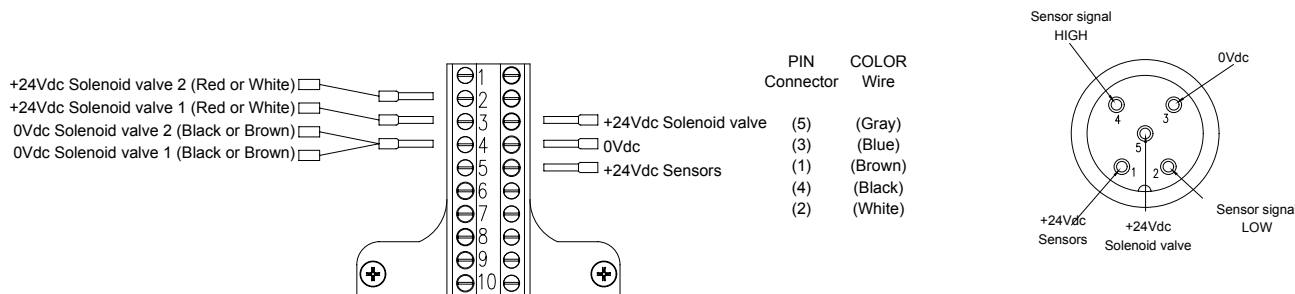 +24Vdc Solenoid valve 2 (Red or White)
+24Vdc Solenoid valve 1 (Red or White)
0Vdc Solenoid valve 2 (Black or Brown)
0Vdc Solenoid valve 1 (Black or Brown)
1
2
3
4
5
6
7
8
9
10
PIN COLOR
Connector Wire
+24Vdc Solenoid valve (5) (Gray)
0Vdc (3) (Blue)
+24Vdc Sensors (1) (Brown)
(4) (Black)
(2) (White)
Sensor signal
HIGH
0Vdc
4 3
5
1 2
+24Vdc
Sensors
+24Vdc
Solenoid valve
Sensor signal
LOW